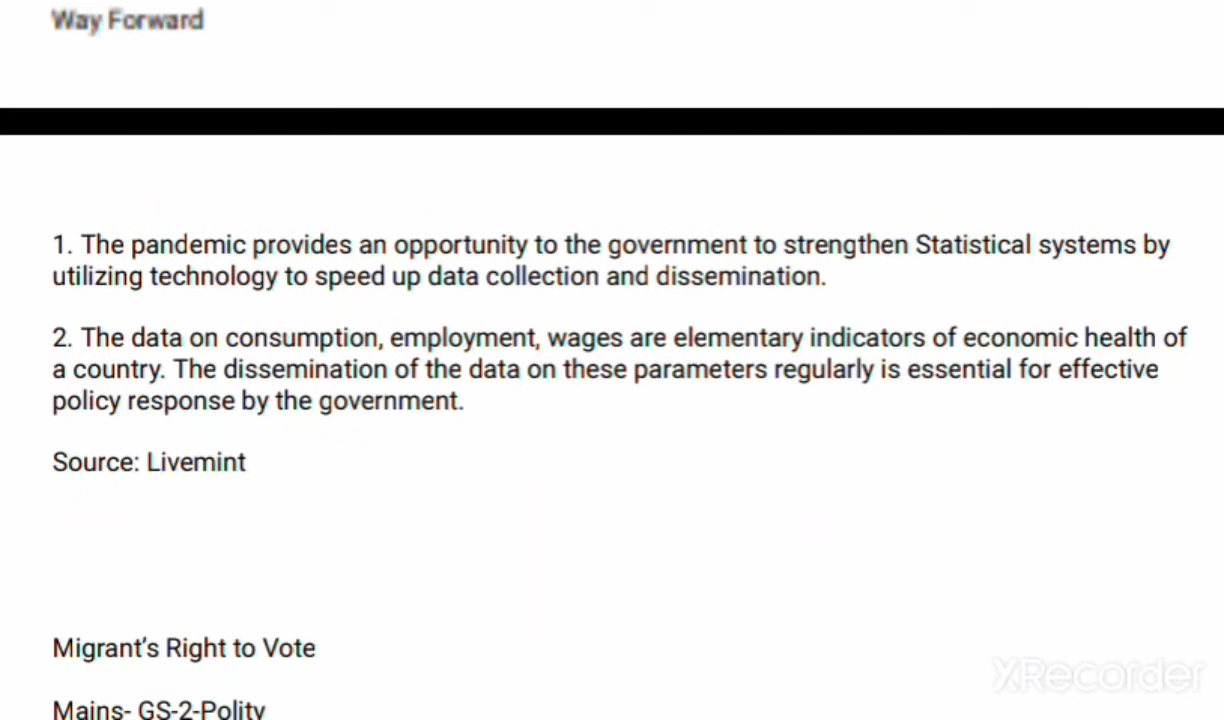 Way Forward
1. The pandemic provides an opportunity to the government to strengthen Statistical systems by
utilizing technology to speed up data collection and dissemination.
2. The data on consumption, employment, wages are elementary indicators of economic health of
a country. The dissemination of the data on these parameters regularly is essential for effective
policy response by the government.
Source: Livemint
Migrant's Right to Vote
XRecorder
Mains- GS-2-Polity